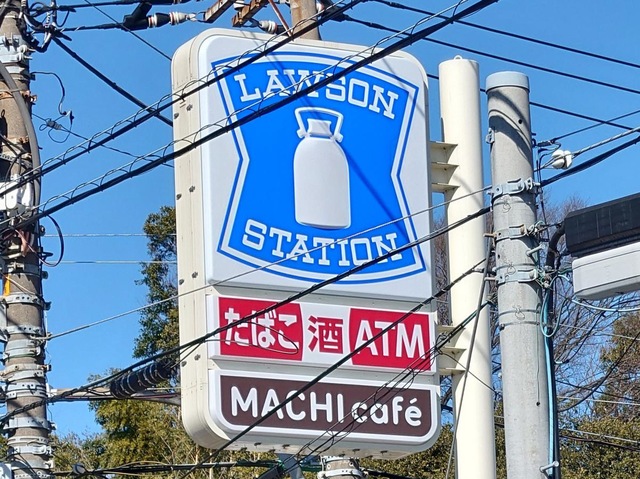 LAWSON
STATION
たばこ 酒 ATM
MACHI café